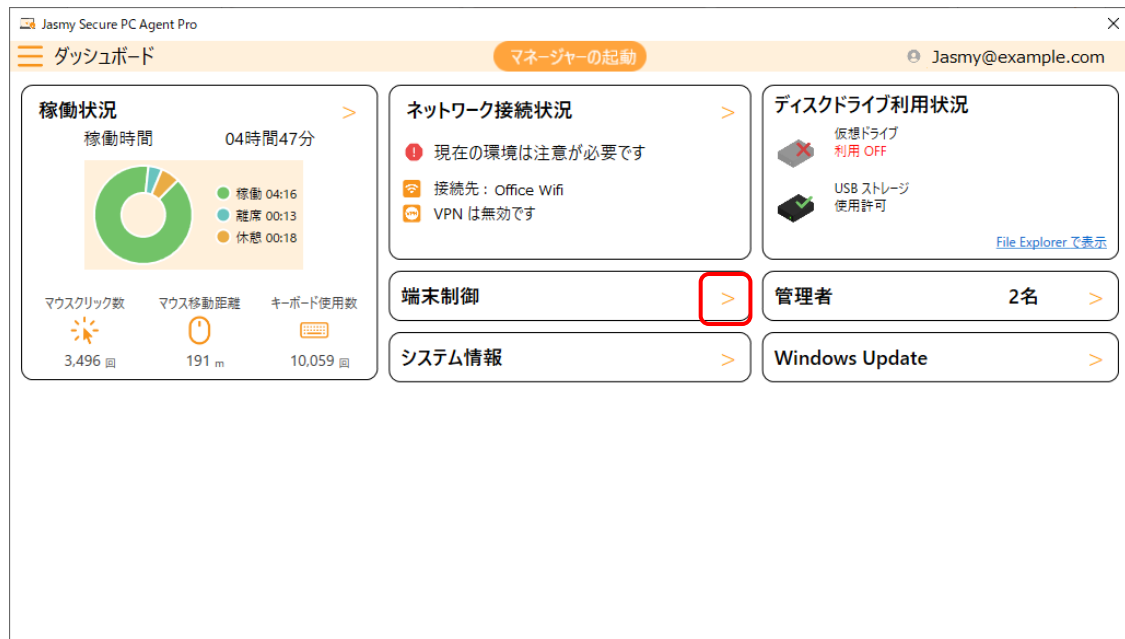 Jasmy Secure PC Agent Pro
ダッシュボード
マネージャーの起動
Jasmy@example.com
稼働状況 >
稼働時間 04時間47分
稼働 04:16
離席 00:13
休憩 00:18
マウスクリック数 マウス移動距離 キーボード使用数
3,496 回 191 m 10,059 回
ネットワーク接続状況 >
現在の環境は注意が必要です
接続先 : Office Wifi
VPN
VPN は無効です
ディスクドライブ利用状況
仮想ドライブ
利用 OFF
USB ストレージ
使用許可
File Explorer で表示
端末制御 >
管理者 2名 >
システム情報 >
Windows Update >